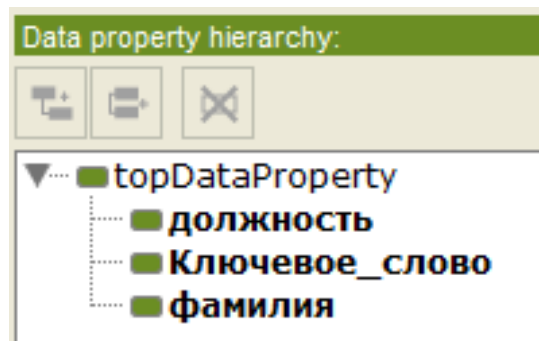 Data property hierarchy:
topDataProperty
должность
Ключевое_слово
фамилия